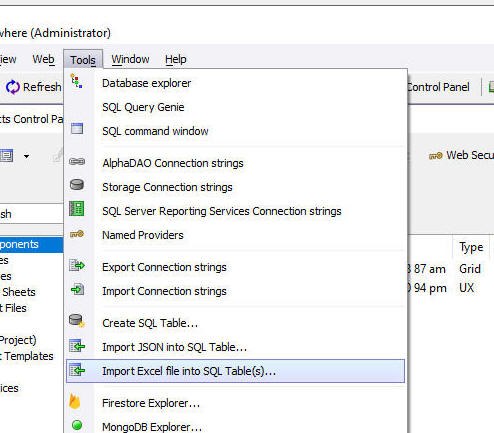 where (Administrator)
View Web Tools Window Help
Refresh
Control Panel
cts Control Pa
Web Secu
sh
ponents
es
es
Sheets
t Files
Project)
t Templates
ices
Database explorer
SQL Query Genie
SQL command window
AlphaDAO Connection strings
Storage Connection strings
SQL Server Reporting Services Connection strings
Named Providers
Export Connection strings
Import Connection strings
Create SQL Table...
Import JSON into SQL Table...
Import Excel file into SQL Table(s)...
Firestore Explorer...
MongoDB Explorer...
Type
87 am Grid
94 pm UX